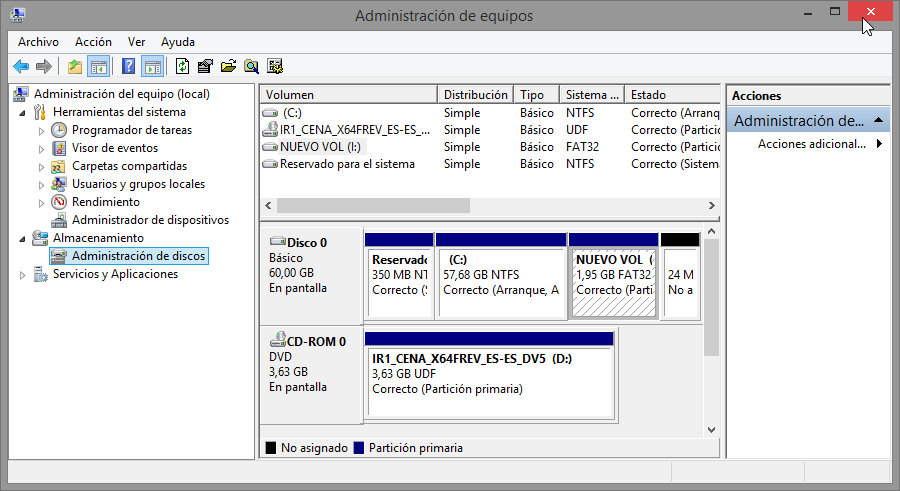 Administración de equipos
Archivo Acción Ver Ayuda
Administración del equipo (local)
Herramientas del sistema
Programador de tareas
Visor de eventos
Carpetas compartidas
Usuarios y grupos locales
Rendimiento
Administrador de dispositivos
Almacenamiento
Administración de discos
Servicios y Aplicaciones
Volumen Distribución Tipo Sistema ... Estado
(C:) Simple Básico NTFS Correcto (Arranq
IR1_CENA_X64FREV_ES-ES_... Simple Básico UDF Correcto (Partici
NUEVO VOL (I:) Simple Básico FAT32 Correcto (Partici
Reservado para el sistema Simple Básico NTFS Correcto (Sistem
Disco 0
Básico
60,00 GB
En pantalla
Reservado
350 MB NT
Correcto (S
(C:)
57,68 GB NTFS
Correcto (Arranque, A
NUEVO VOL (
1,95 GB FAT32
Correcto (Parti
24 M
No a
CD-ROM 0
DVD
3,63 GB
En pantalla
IR1_CENA_X64FREV_ES-ES_DV5 (D:)
3,63 GB UDF
Correcto (Partición primaria)
No asignado Partición primaria
Acciones
Administración de...
Acciones adicional...